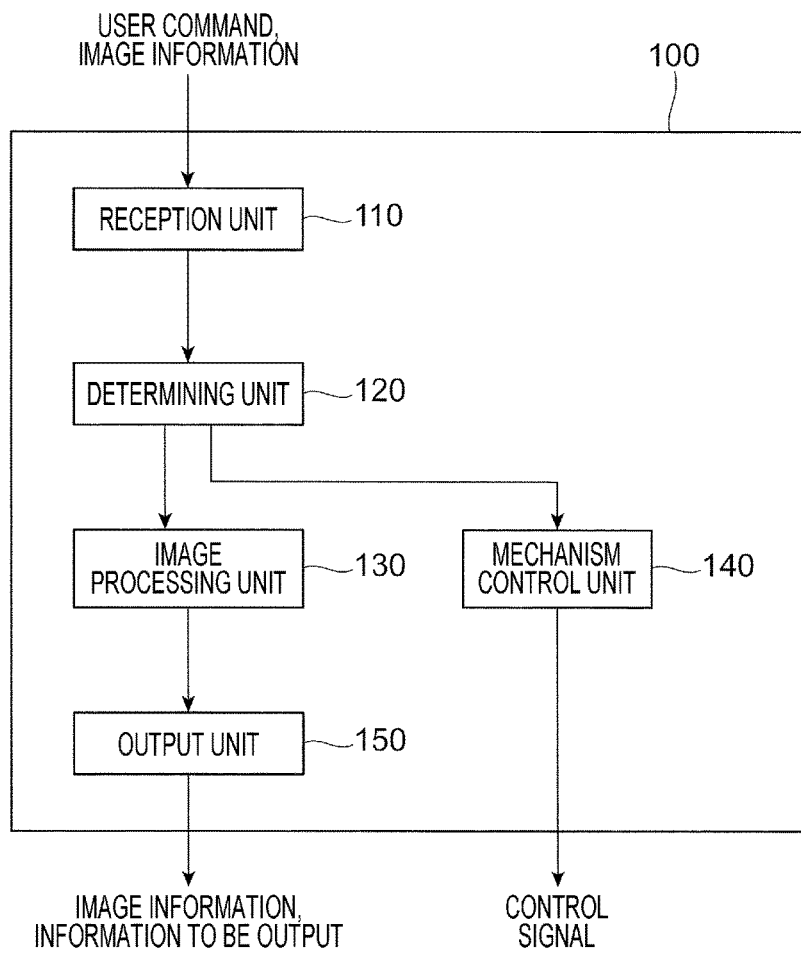 USER COMMAND,
IMAGE INFORMATION
100
RECEPTION UNIT
110
DETERMINING UNIT
120
IMAGE
PROCESSING UNIT
130
MECHANISM
CONTROL UNIT
140
OUTPUT UNIT
150
IMAGE INFORMATION,
INFORMATION TO BE OUTPUT
CONTROL
SIGNAL